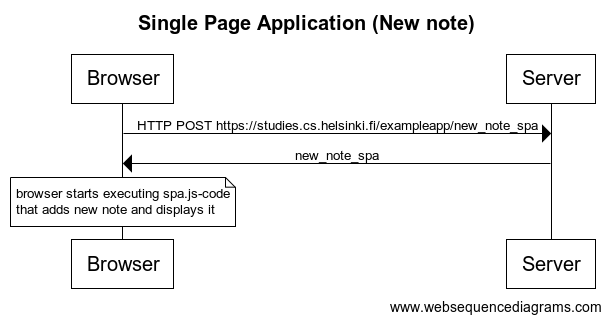 Single Page Application (New note)
Browser
Server
HTTP POST https://studies.cs.helsinki.fi/exampleapp/new_note_spa
new_note_spa
browser starts executing spa.js-code
that adds new note and displays it
Browser
Server
www.websequencediagrams.com